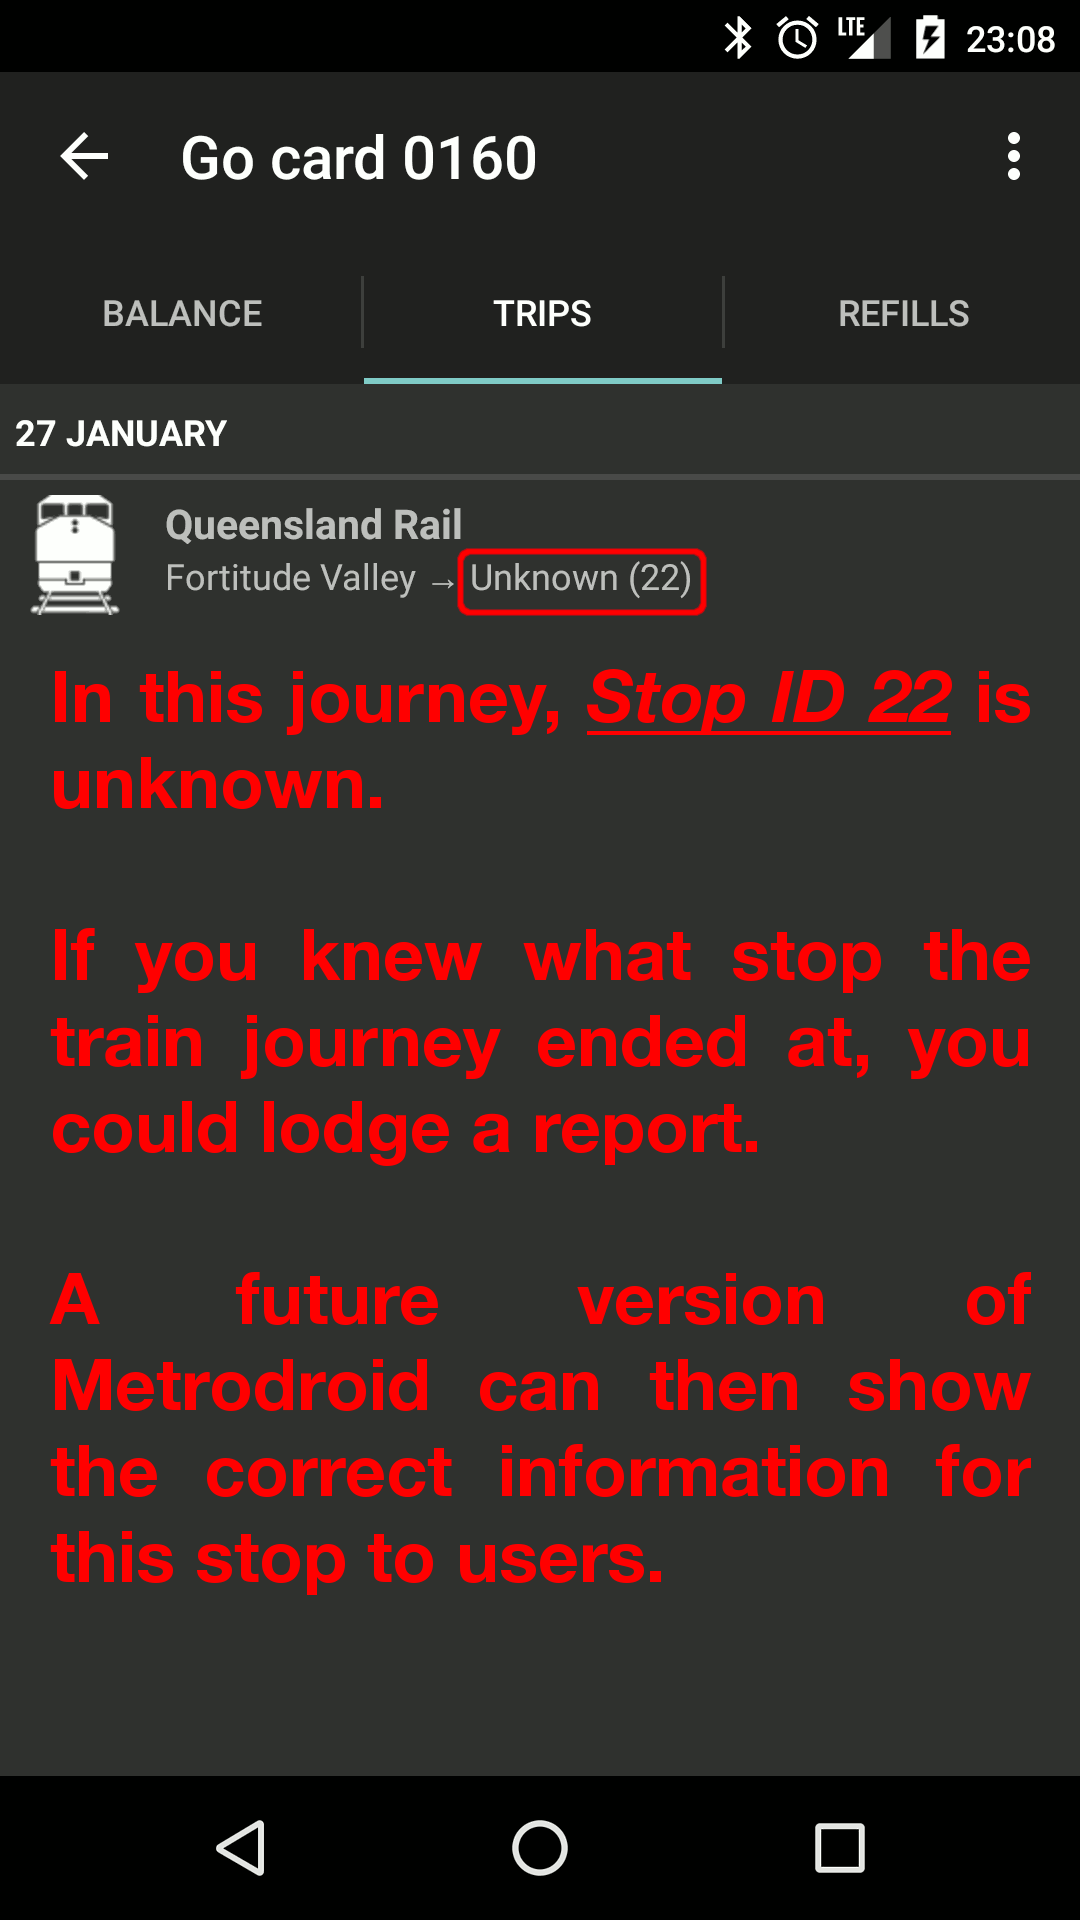 LTE 23:08
Go card 0160
BALANCE TRIPS REFILLS
27 JANUARY
Queensland Rail
Fortitude Valley → Unknown (22)
In this journey, Stop ID 22 is
unknown.
If you knew what stop the
train journey ended at, you
could lodge a report.
A future version of
Metrodroid can then show
the correct information for
this stop to users.